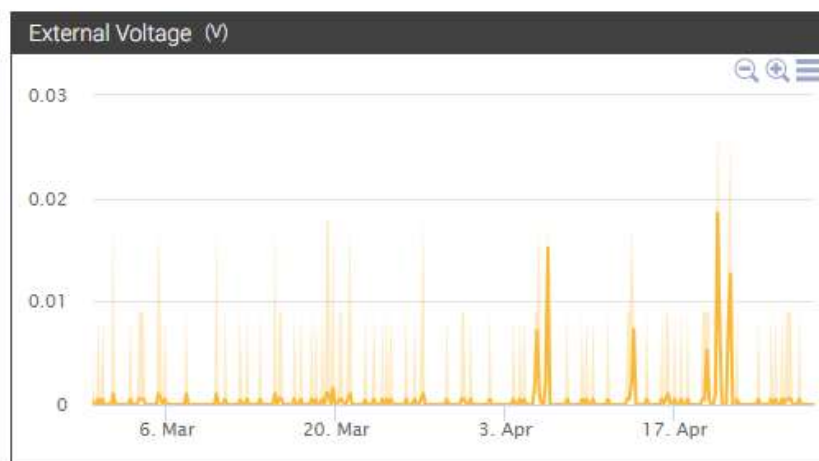 External Voltage (V)
0.03
0.02
0.01
0
6. Mar 20. Mar 3. Apr 17. Apr